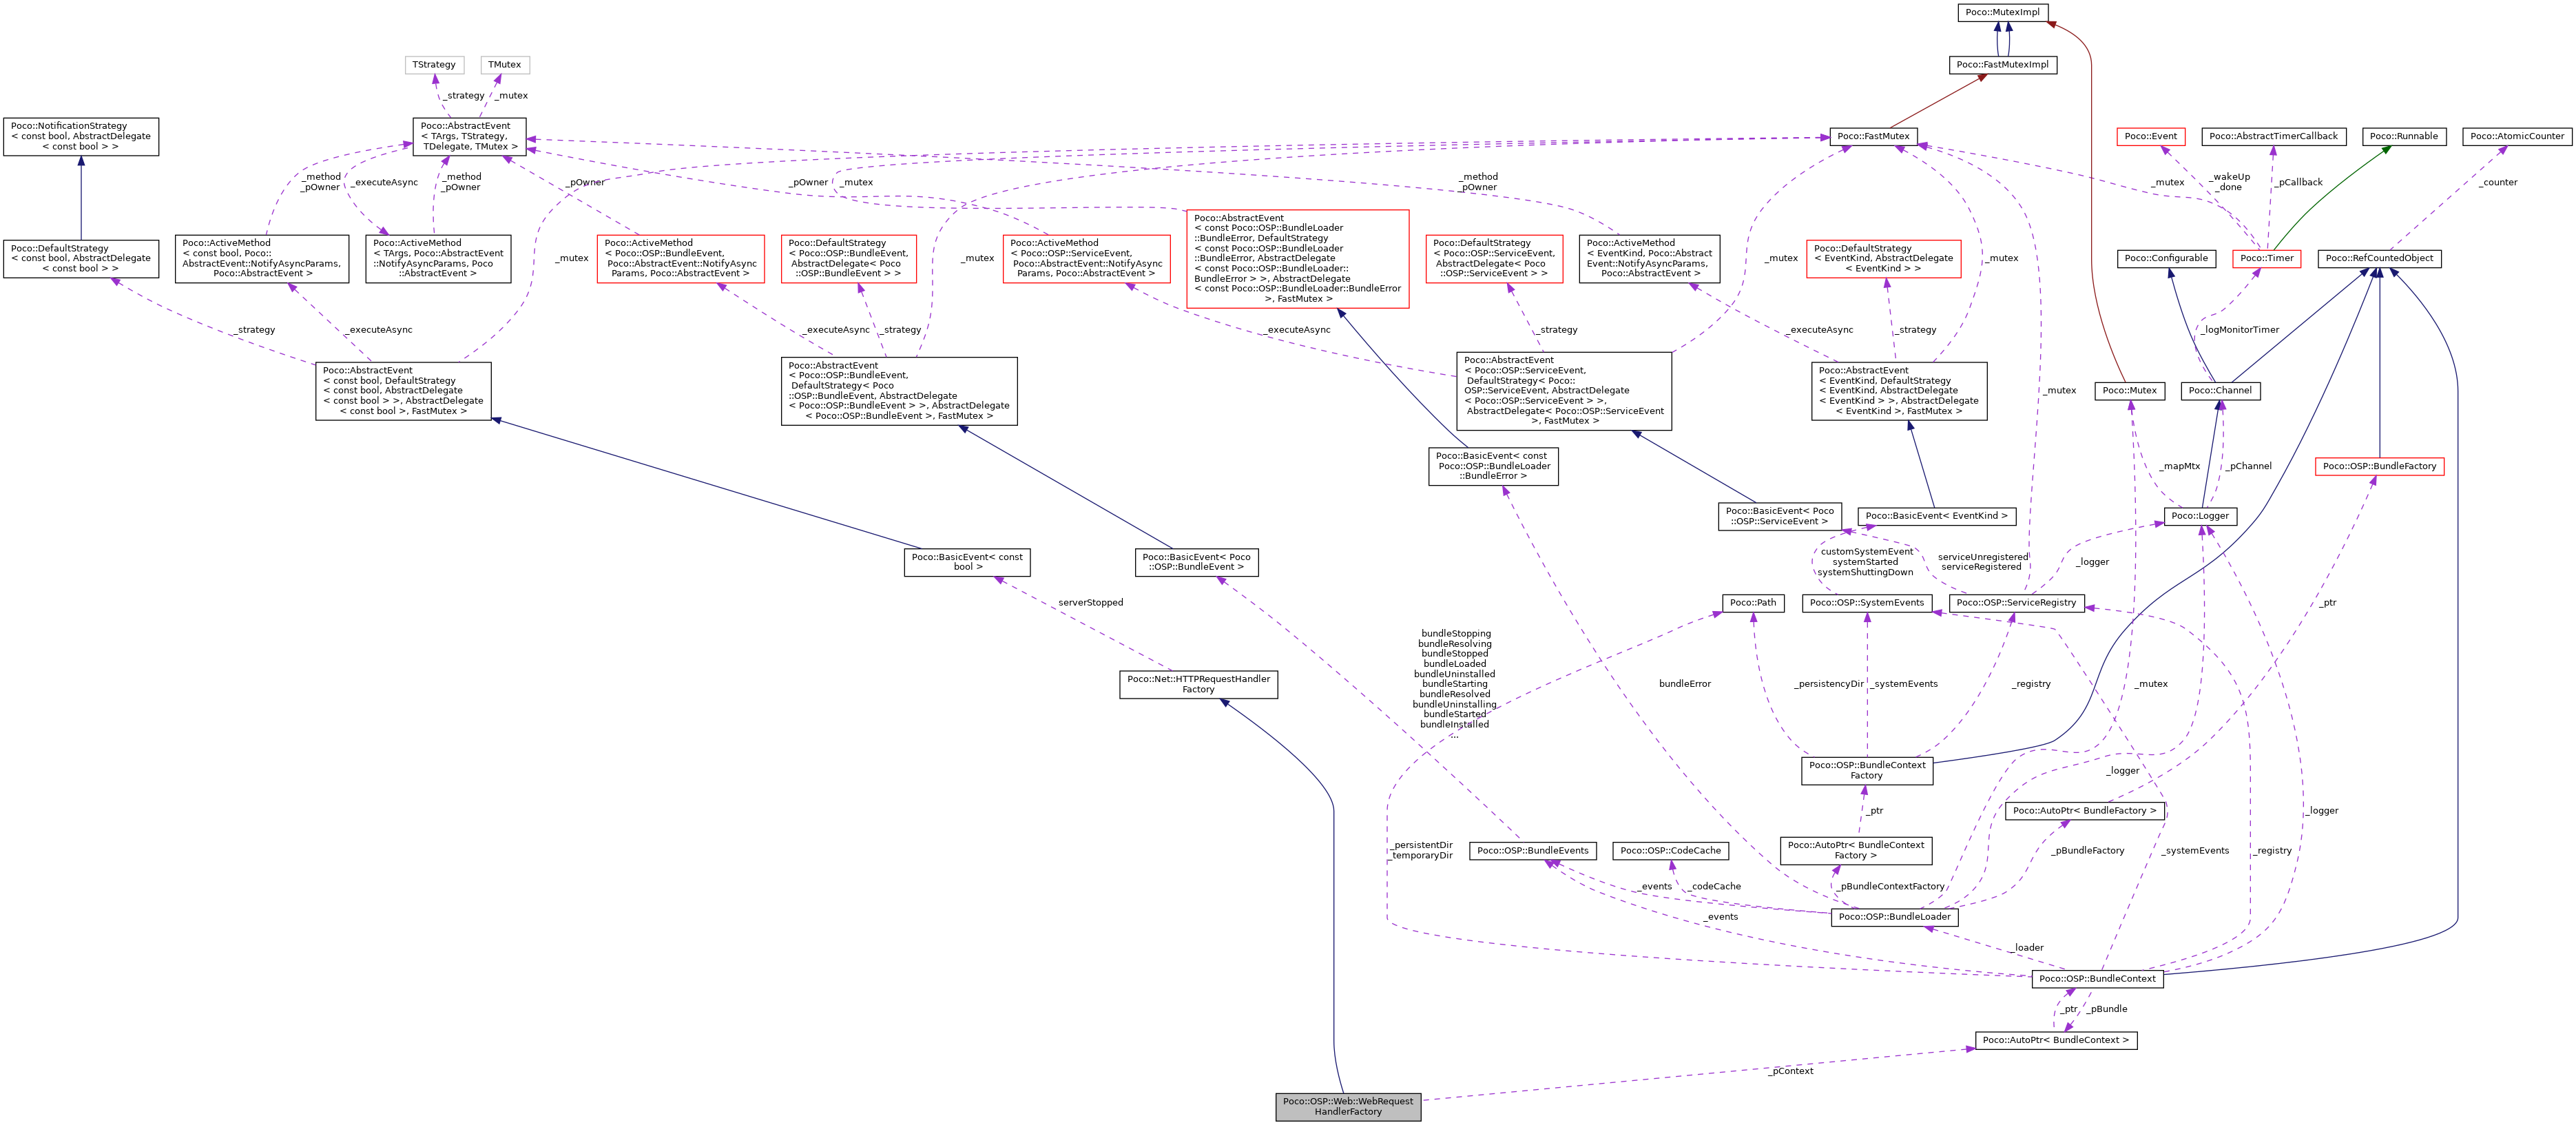 Poco::MutexImpl
Poco::FastMutexImpl
TStrategy
TMutex
_strategy
_mutex
Poco::NotificationStrategy
< const bool, AbstractDelegate
< const bool > >
Poco::AbstractEvent
< TArgs, TStrategy,
TDelegate, TMutex >
Poco::FastMutex
Poco::Event
Poco::AbstractTimerCallback
Poco::Runnable
Poco::AtomicCounter
_method
_pOwner
_executeAsync
_method
_pOwner
_pOwner
_pOwner
_mutex
_method
_pOwner
_mutex
_wakeUp
_done
_pCallback
_counter
Poco::DefaultStrategy
< const bool, AbstractDelegate
< const bool > >
Poco::ActiveMethod
< const bool, Poco::
AbstractEvent::NotifyAsyncParams,
Poco::AbstractEvent >
Poco::ActiveMethod
< TArgs, Poco::AbstractEvent
::NotifyAsyncParams, Poco
::AbstractEvent >
_mutex
Poco::ActiveMethod
< Poco::OSP::BundleEvent,
Poco::AbstractEvent::NotifyAsync
Params, Poco::AbstractEvent >
Poco::DefaultStrategy
< Poco::OSP::BundleEvent,
AbstractDelegate< Poco
::OSP::BundleEvent > >
_mutex
Poco::ActiveMethod
< Poco::OSP::ServiceEvent,
Poco::AbstractEvent::NotifyAsync
Params, Poco::AbstractEvent >
Poco::AbstractEvent
< const Poco::OSP::BundleLoader
::BundleError, DefaultStrategy
< const Poco::OSP::BundleLoader
::BundleError, AbstractDelegate
< const Poco::OSP::BundleLoader::
BundleError > >, AbstractDelegate
< const Poco::OSP::BundleLoader::BundleError
>, FastMutex >
Poco::DefaultStrategy
< Poco::OSP::ServiceEvent,
AbstractDelegate< Poco
::OSP::ServiceEvent > >
Poco::ActiveMethod
< EventKind, Poco::Abstract
Event::NotifyAsyncParams,
Poco::AbstractEvent >
_mutex
Poco::DefaultStrategy
< EventKind, AbstractDelegate
< EventKind > >
_mutex
Poco::Configurable
Poco::Timer
Poco::RefCountedObject
_strategy
_executeAsync
_executeAsync
_strategy
_executeAsync
_strategy
_executeAsync
_strategy
_logMonitorTimer
Poco::AbstractEvent
< const bool, DefaultStrategy
< const bool, AbstractDelegate
< const bool > >, AbstractDelegate
< const bool >, FastMutex >
Poco::AbstractEvent
< Poco::OSP::BundleEvent,
DefaultStrategy< Poco
::OSP::BundleEvent, AbstractDelegate
< Poco::OSP::BundleEvent > >, AbstractDelegate
< Poco::OSP::BundleEvent >, FastMutex >
Poco::AbstractEvent
< Poco::OSP::ServiceEvent,
DefaultStrategy< Poco::
OSP::ServiceEvent, AbstractDelegate
< Poco::OSP::ServiceEvent > >,
AbstractDelegate< Poco::OSP::ServiceEvent
>, FastMutex >
Poco::AbstractEvent
< EventKind, DefaultStrategy
< EventKind, AbstractDelegate
< EventKind > >, AbstractDelegate
< EventKind >, FastMutex >
_mutex
Poco::Mutex
Poco::Channel
Poco::BasicEvent< const
Poco::OSP::BundleLoader
::BundleError >
_mapMtx
_pChannel
Poco::OSP::BundleFactory
Poco::BasicEvent< Poco
::OSP::ServiceEvent >
Poco::BasicEvent< EventKind >
Poco::Logger
Poco::BasicEvent< const
bool >
Poco::BasicEvent< Poco
::OSP::BundleEvent >
customSystemEvent
systemStarted
systemShuttingDown
serviceUnregistered
serviceRegistered
_logger
serverStopped
Poco::Path
Poco::OSP::SystemEvents
Poco::OSP::ServiceRegistry
_ptr
Poco::Net::HTTPRequestHandler
Factory
bundleStopping
bundleResolving
bundleStopped
bundleLoaded
bundleUninstalled
bundleStarting
bundleResolved
bundleUninstalling
bundleStarted
bundleInstalled
...
bundleError
_persistencyDir
_systemEvents
_registry
_mutex
Poco::OSP::BundleContext
Factory
_logger
_ptr
Poco::AutoPtr< BundleFactory >
_logger
_persistentDir
_temporaryDir
Poco::OSP::BundleEvents
Poco::OSP::CodeCache
Poco::AutoPtr< BundleContext
Factory >
_pBundleFactory
_systemEvents
_registry
_events
_codeCache
_pBundleContextFactory
_events
Poco::OSP::BundleLoader
_loader
Poco::OSP::BundleContext
_ptr
_pBundle
Poco::AutoPtr< BundleContext >
_pContext
Poco::OSP::Web::WebRequest
HandlerFactory